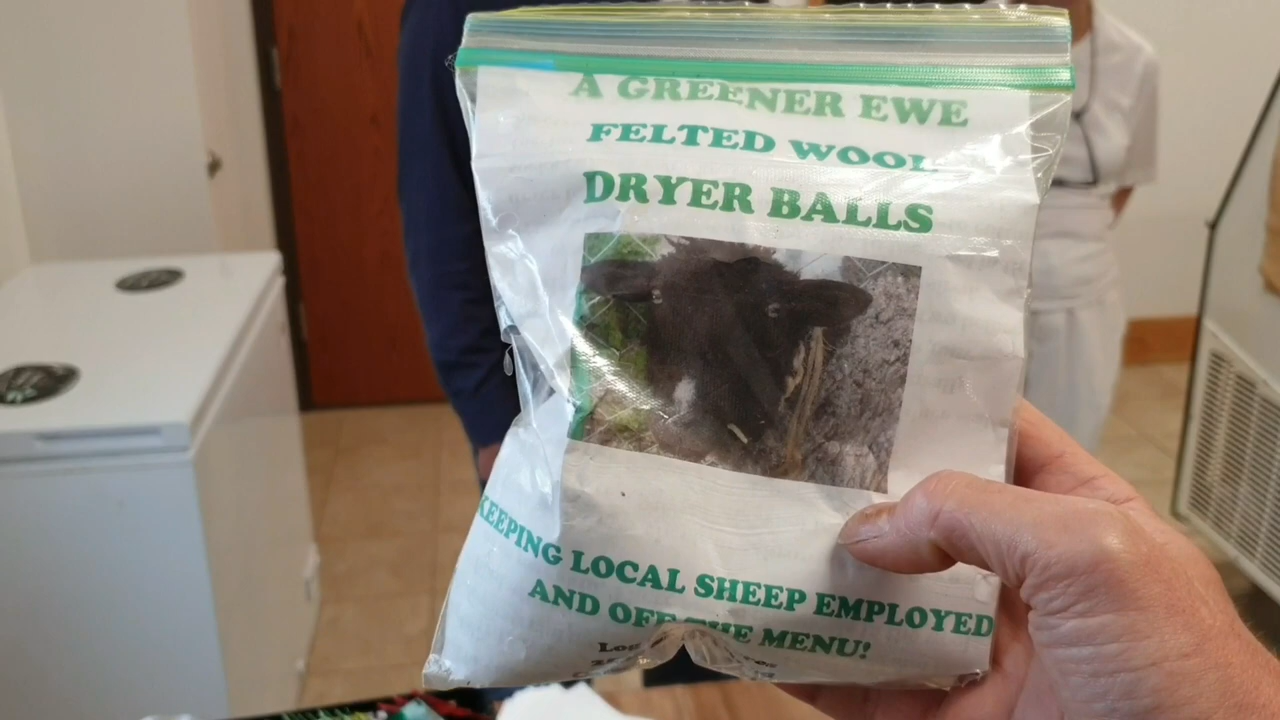 A GREENER EWE
FELTED WOOL
DRYER BALLS
KEEPING LOCAL SHEEP EMPLOYED
AND OFF THE MENU!